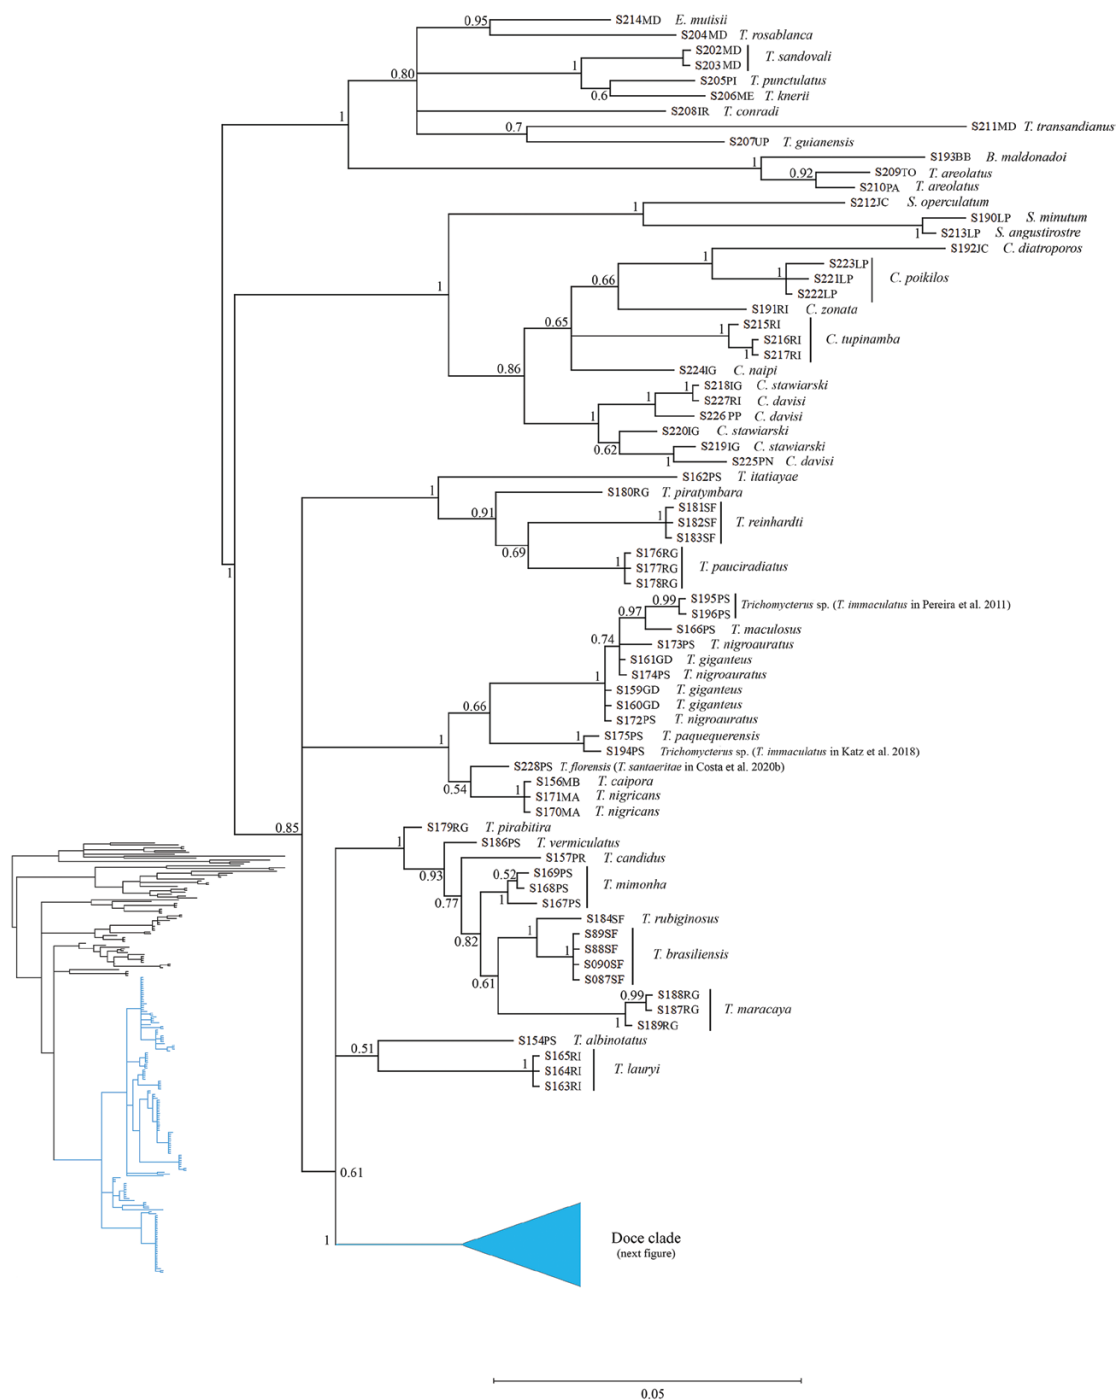 0.95
S214MD E. mutisii
S204MD T. rosablanca
S202MD
T. sandovali
1
S203MD
0.80
S205PI T. punctulatus
0.6
S206ME T. knerii
1
S208IR T. conradi
0.7
S211MD T. transandianus
S207UP T. guianensis
1
S193BB B. maldonadoi
0.92
S209TO T. areolatus
S210PA T. areolatus
S212JC S. operculatum
1
S190LP S. minutum
1
S213LP S. angustirostre
S192JC C. diatroporos
1
S223LP
1
S221LP
C. poikilos
0.66
1
S222LP
S191RI C. zonata
0.65
S215RI
1
S216RI
C. tupinamba
1
S217RI
0.86
S224IG C. naipi
1
S218IG C. stawiarski
1
S227RI C. davisi
1
S226PP C. davisi
S220IG C. stawiarski
0.62
S219IG C. stawiarski
1
S225PN C. davisi
S162PS T. itatiayae
1
S180RG T. piratymbara
0.91
S181SF
1
S182SF
T. reinhardti
S183SF
0.69
S176RG
1
S177RG
T. pauciradiatus
S178RG
1
0.99
S195PS
Trichomycterus sp. (T. immaculatus in Pereira et al. 2011)
0.97
S196PS
S166PS T. maculosus
0.74
S173PS T. nigroauratus
S161GD T. giganteus
1
S174PS T. nigroauratus
S159GD T. giganteus
0.66
S160GD T. giganteus
S172PS T. nigroauratus
1
1
S175PS T. paquequerensis
S194PS Trichomycterus sp. (T. immaculatus in Katz et al. 2018)
S228PS T. florensis (T. santaeritae in Costa et al. 2020b)
0.54
S156MB T. caipora
1
S171MA T. nigricans
S170MA T. nigricans
0.85
S179RG T. pirabitira
1
S186PS T. vermiculatus
S157PR T. candidus
0.93
0.52
S169PS
S168PS
T. mimonha
0.77
1
S167PS
S184SF T. rubiginosus
0.82
1
S89SF
1
S88SF
T. brasiliensis
S090SF
0.61
S087SF
0.99
S188RG
S187RG
T. maracaya
1
S189RG
S154PS T. albinotatus
0.51
S165RI
1
S164RI
T. lauryi
S163RI
0.61
1
Doce clade
(next figure)
0.05